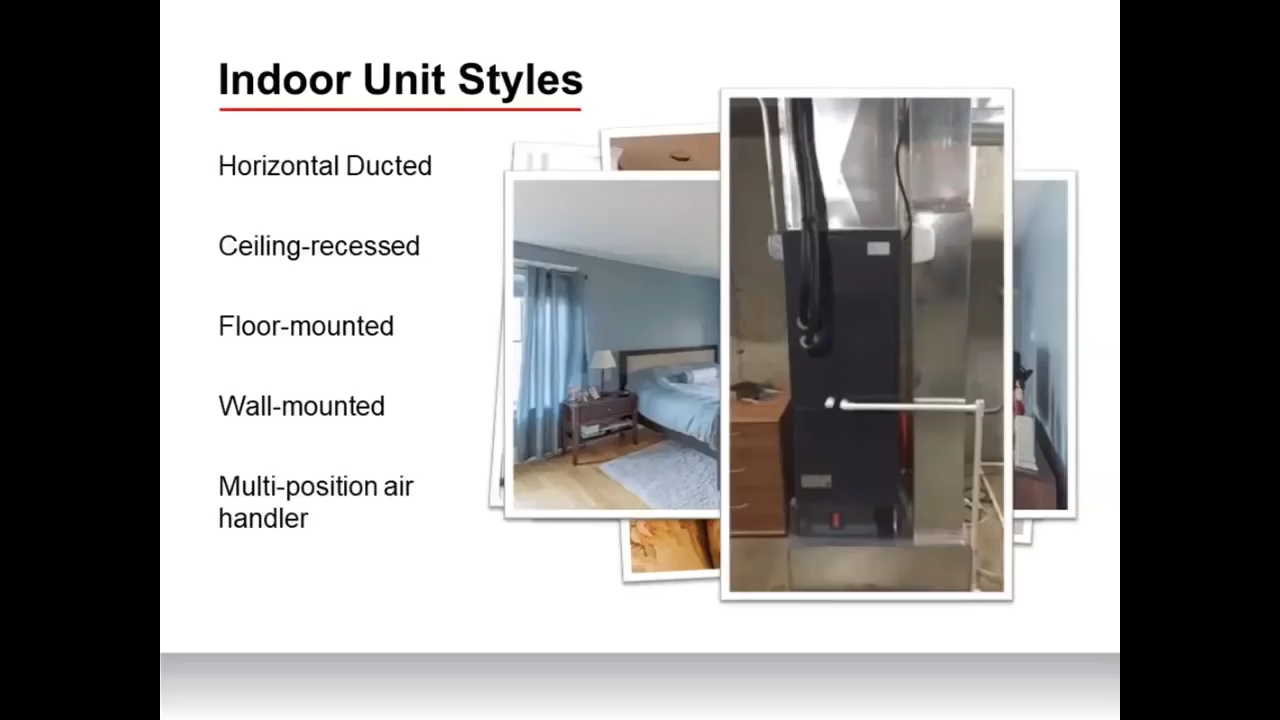 Indoor Unit Styles
Horizontal Ducted
Ceiling-recessed
Floor-mounted
Wall-mounted
Multi-position air
handler